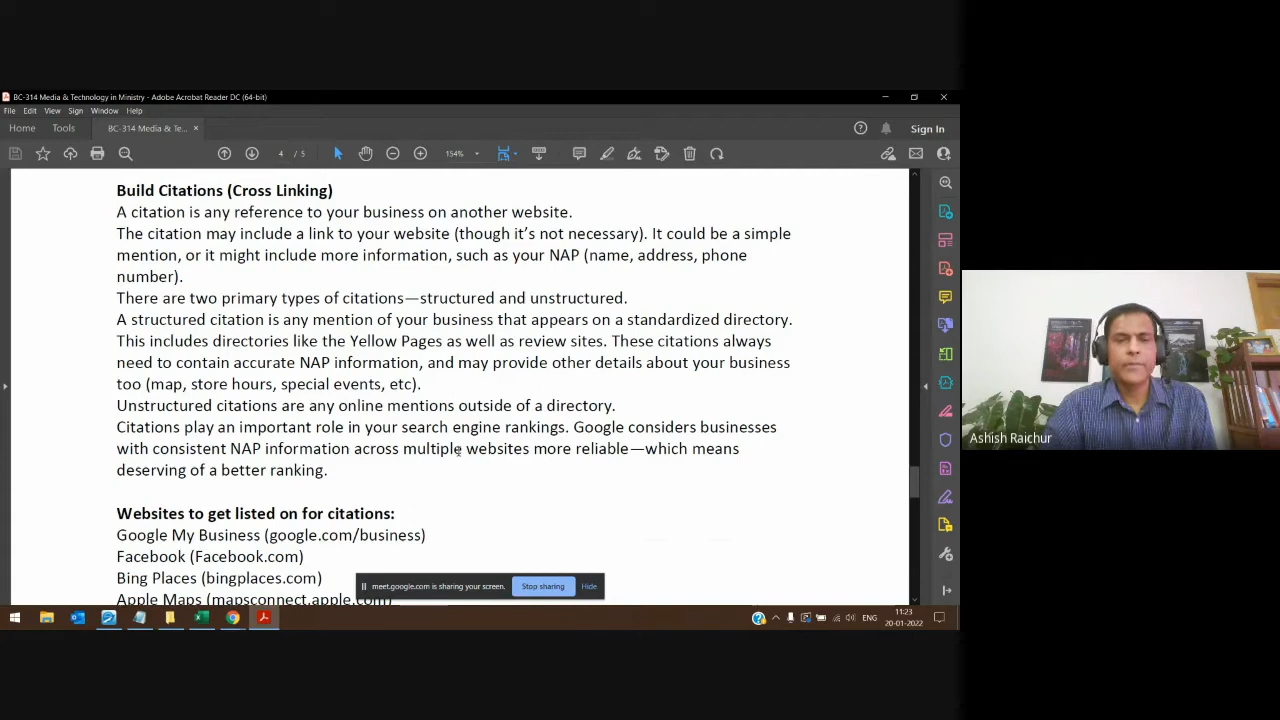 BC-314 Media & Technology in Ministry - Adobe Acrobat Reader DC (64-bit)
File Edit View Sign Window Help
Home Tools BC-314 Media & Te... × Sign In
4 / 5 154%
Build Citations (Cross Linking)
A citation is any reference to your business on another website.
The citation may include a link to your website (though it’s not necessary). It could be a simple
mention, or it might include more information, such as your NAP (name, address, phone
number).
There are two primary types of citations—structured and unstructured.
A structured citation is any mention of your business that appears on a standardized directory.
This includes directories like the Yellow Pages as well as review sites. These citations always
need to contain accurate NAP information, and may provide other details about your business
too (map, store hours, special events, etc).
Unstructured citations are any online mentions outside of a directory.
Citations play an important role in your search engine rankings. Google considers businesses
with consistent NAP information across multiple websites more reliable—which means
deserving of a better ranking.
Websites to get listed on for citations:
Google My Business (google.com/business)
Facebook (Facebook.com)
Bing Places (bingplaces.com)
Apple Maps (mapsconnect.apple.com)
meet.google.com is sharing your screen. Stop sharing Hide
ENG
11:23
20-01-2022
Ashish Raichur